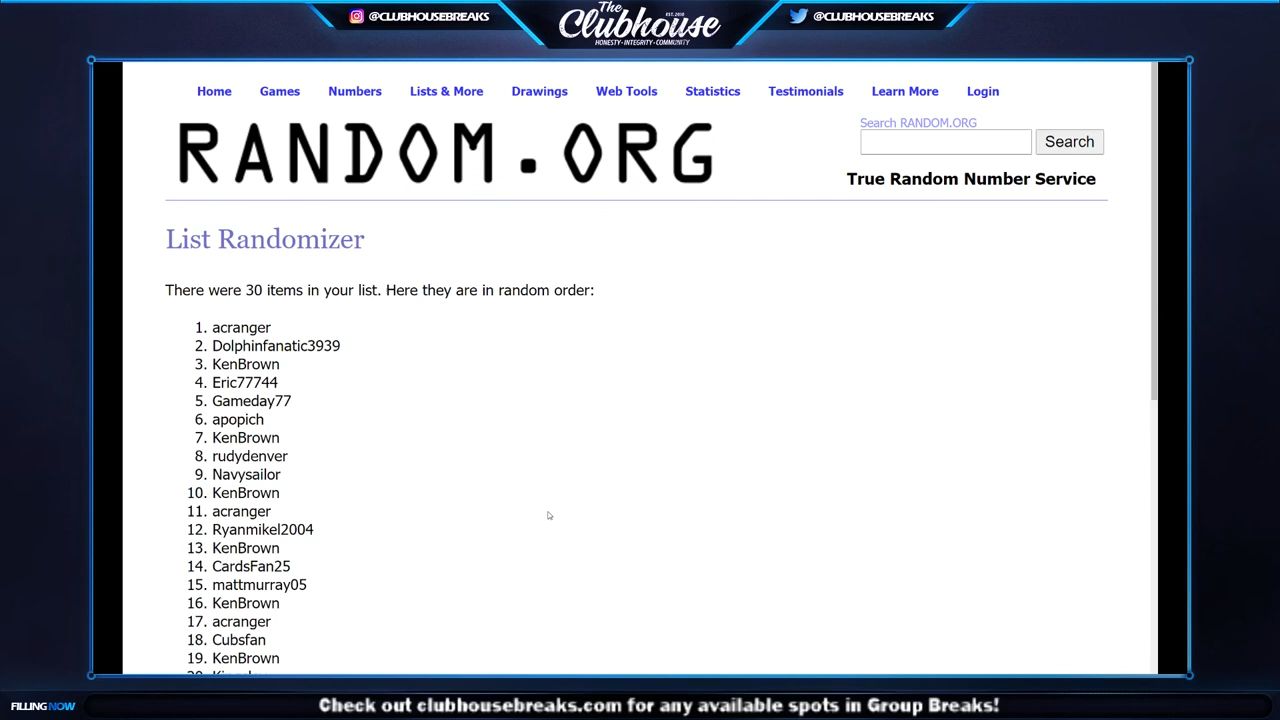 @CLUBHOUSEBREAKS
The
EST. 2018
Clubhouse
HONESTY • INTEGRITY • COMMUNITY
@CLUBHOUSEBREAKS
Home Games Numbers Lists & More Drawings Web Tools Statistics Testimonials Learn More Login
Search RANDOM.ORG
RANDOM.ORG
Search
True Random Number Service
List Randomizer
There were 30 items in your list. Here they are in random order:
1. acranger
2. Dolphinfanatic3939
3. KenBrown
4. Eric77744
5. Gameday77
6. apopich
7. KenBrown
8. rudydenver
9. Navysailor
10. KenBrown
11. acranger
12. Ryanmikel2004
13. KenBrown
14. CardsFan25
15. mattmurray05
16. KenBrown
17. acranger
18. Cubsfan
19. KenBrown
FILLING NOW
Check out clubhousebreaks.com for any available spots in Group Breaks!